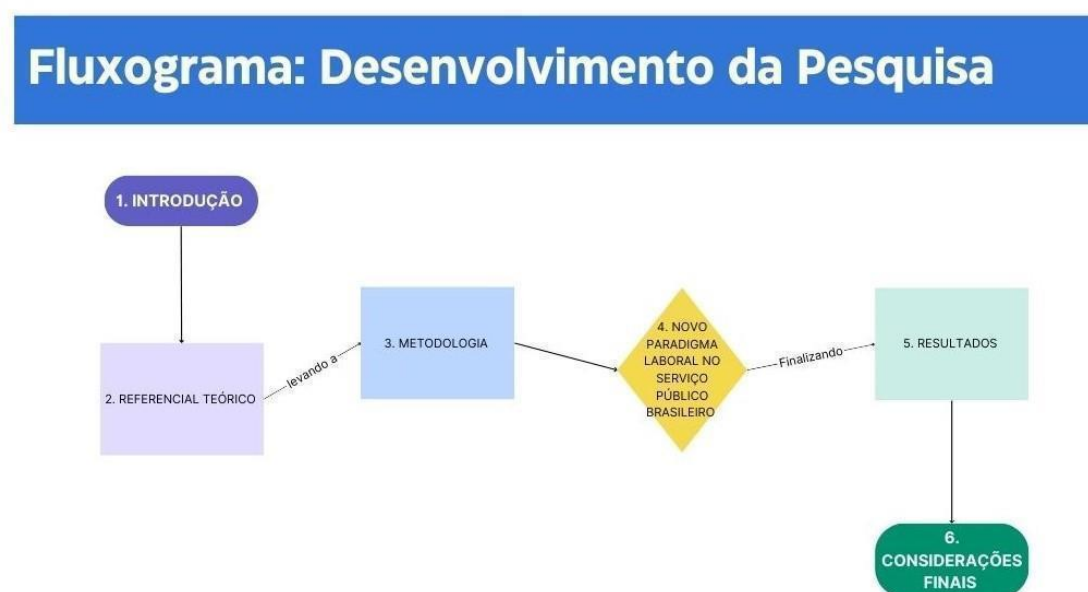 Fluxograma: Desenvolvimento da Pesquisa
1. INTRODUÇÃO
2. REFERENCIAL TEÓRICO
levando a
3. METODOLOGIA
4. NOVO
PARADIGMA
LABORAL NO
SERVIÇO
PÚBLICO
BRASILEIRO
Finalizando
5. RESULTADOS
6.
CONSIDERAÇÕES
FINAIS